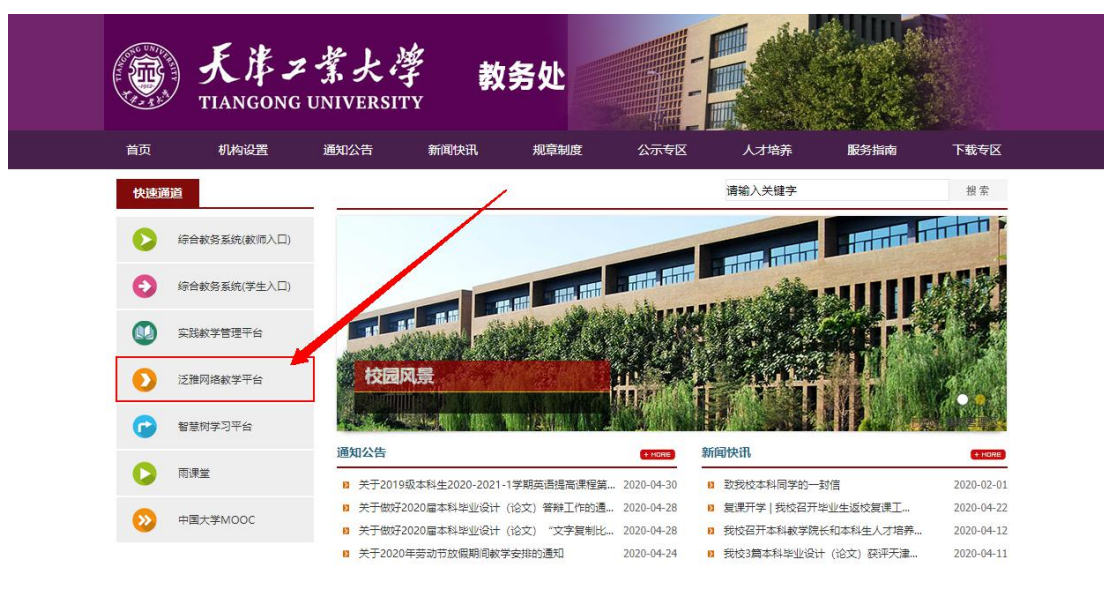 TIANGONG UNIVERSITY
1912
天津工业大学
天津工業大學
教务处
TIANGONG UNIVERSITY
首页 机构设置 通知公告 新闻快讯 规章制度 公示专区 人才培养 服务指南 下载专区
快速通道
请输入关键字 搜索
综合教务系统(教师入口)
综合教务系统(学生入口)
实践教学管理平台
泛雅网络教学平台
智慧树学习平台
雨课堂
中国大学MOOC
校园风景
通知公告 + MORE
关于2019级本科生2020-2021-1学期英语提高课程第... 2020-04-30
关于做好2020届本科毕业设计（论文）答辩工作的通... 2020-04-28
关于做好2020届本科毕业设计（论文）“文字复制比... 2020-04-28
关于2020年劳动节放假期间教学安排的通知 2020-04-24
新闻快讯 + MORE
致我校本科同学的一封信 2020-02-01
复课开学 | 我校召开毕业生返校复课工... 2020-04-22
我校召开本科教学院长和本科生人才培养... 2020-04-12
我校3篇本科毕业设计（论文）获评天津... 2020-04-11